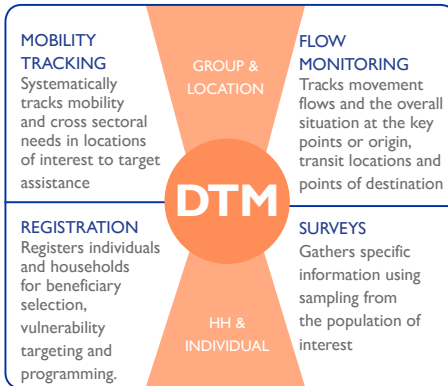 MOBILITY
TRACKING
Systematically
tracks mobility
and cross sectoral
needs in locations
of interest to target
assistance
GROUP &
LOCATION
FLOW
MONITORING
Tracks movement
flows and the overall
situation at the key
points or origin,
transit locations and
points of destination
DTM
REGISTRATION
Registers individuals
and households
for beneficiary
selection,
vulnerability
targeting and
programming.
HH &
INDIVIDUAL
SURVEYS
Gathers specific
information using
sampling from
the population of
interest